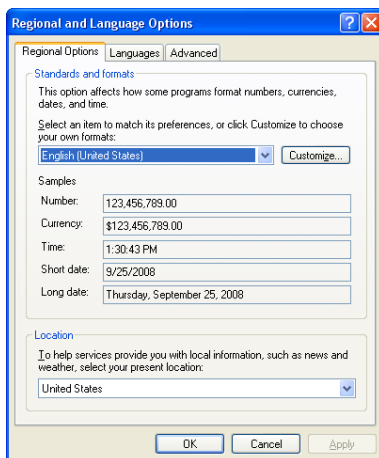 Regional and Language Options
Regional Options
Languages
Advanced
Standards and formats
This option affects how some programs format numbers, currencies,
dates, and time.
Select an item to match its preferences, or click Customize to choose
your own formats:
English (United States)
Customize...
Samples
Number:
123,456,789.00
Currency:
$123,456,789.00
Time:
1:30:43 PM
Short date:
9/25/2008
Long date:
Thursday, September 25, 2008
Location
To help services provide you with local information, such as news and
weather, select your present location:
United States
OK
Cancel
Apply